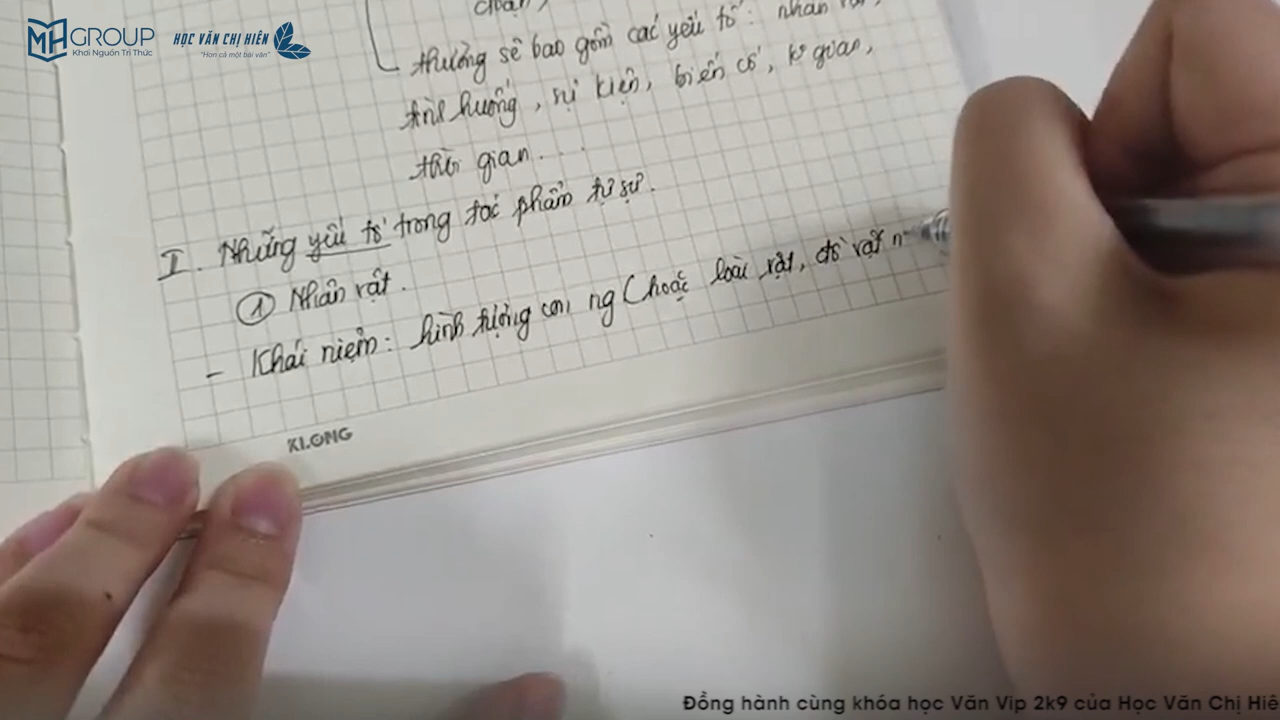 MH GROUP
Khơi Nguồn Tri Thức
HỌC VĂN CHỊ HIÊN
"Hơn cả một bài văn"
thường sẽ bao gồm các yếu tố: nhân vật,
tình huống, sự kiện, biến cố, k gian,
thời gian...
I. Những yếu tố trong tác phẩm tự sự.
① Nhân vật.
- Khái niệm: hình tượng con ng (hoặc loài vật, đồ vật n
KLONG
Đồng hành cùng khóa học Văn Vip 2k9 của Học Văn Chị Hiê